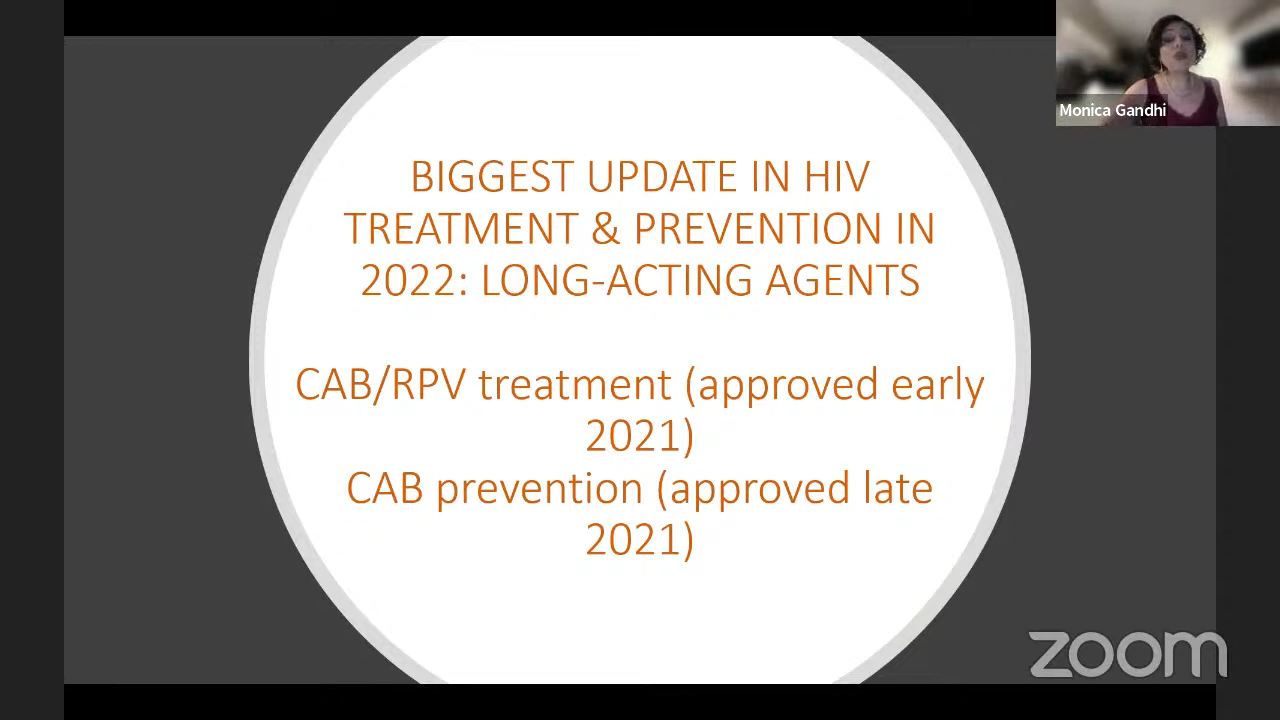 Monica Gandhi
BIGGEST UPDATE IN HIV
TREATMENT & PREVENTION IN
2022: LONG-ACTING AGENTS
CAB/RPV treatment (approved early
2021)
CAB prevention (approved late
2021)
zoom